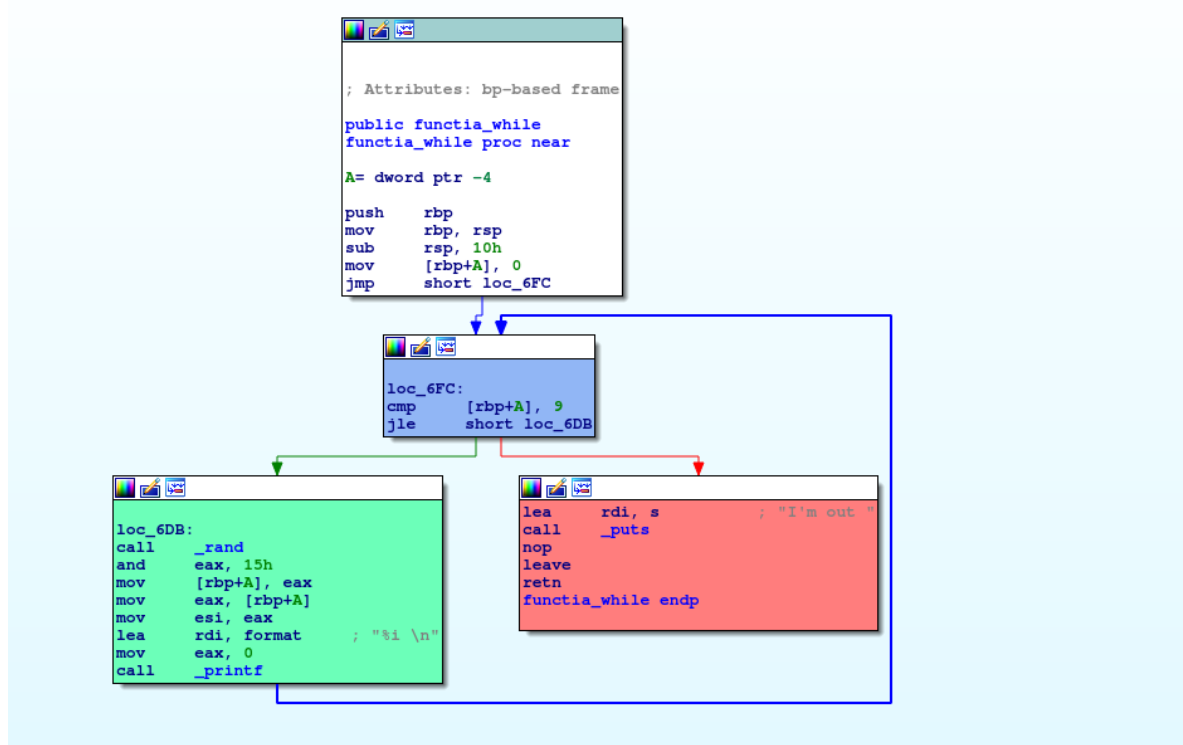 ; Attributes: bp-based frame
public functia_while
functia_while proc near
A= dword ptr -4
push    rbp
mov     rbp, rsp
sub     rsp, 10h
mov     [rbp+A], 0
jmp     short loc_6FC
loc_6FC:
cmp     [rbp+A], 9
jle     short loc_6DB
loc_6DB:
call    _rand
and     eax, 15h
mov     [rbp+A], eax
mov     eax, [rbp+A]
mov     esi, eax
lea     rdi, format    ; "%i \n"
mov     eax, 0
call    _printf
lea     rdi, s          ; "I'm out "
call    _puts
nop
leave
retn
functia_while endp